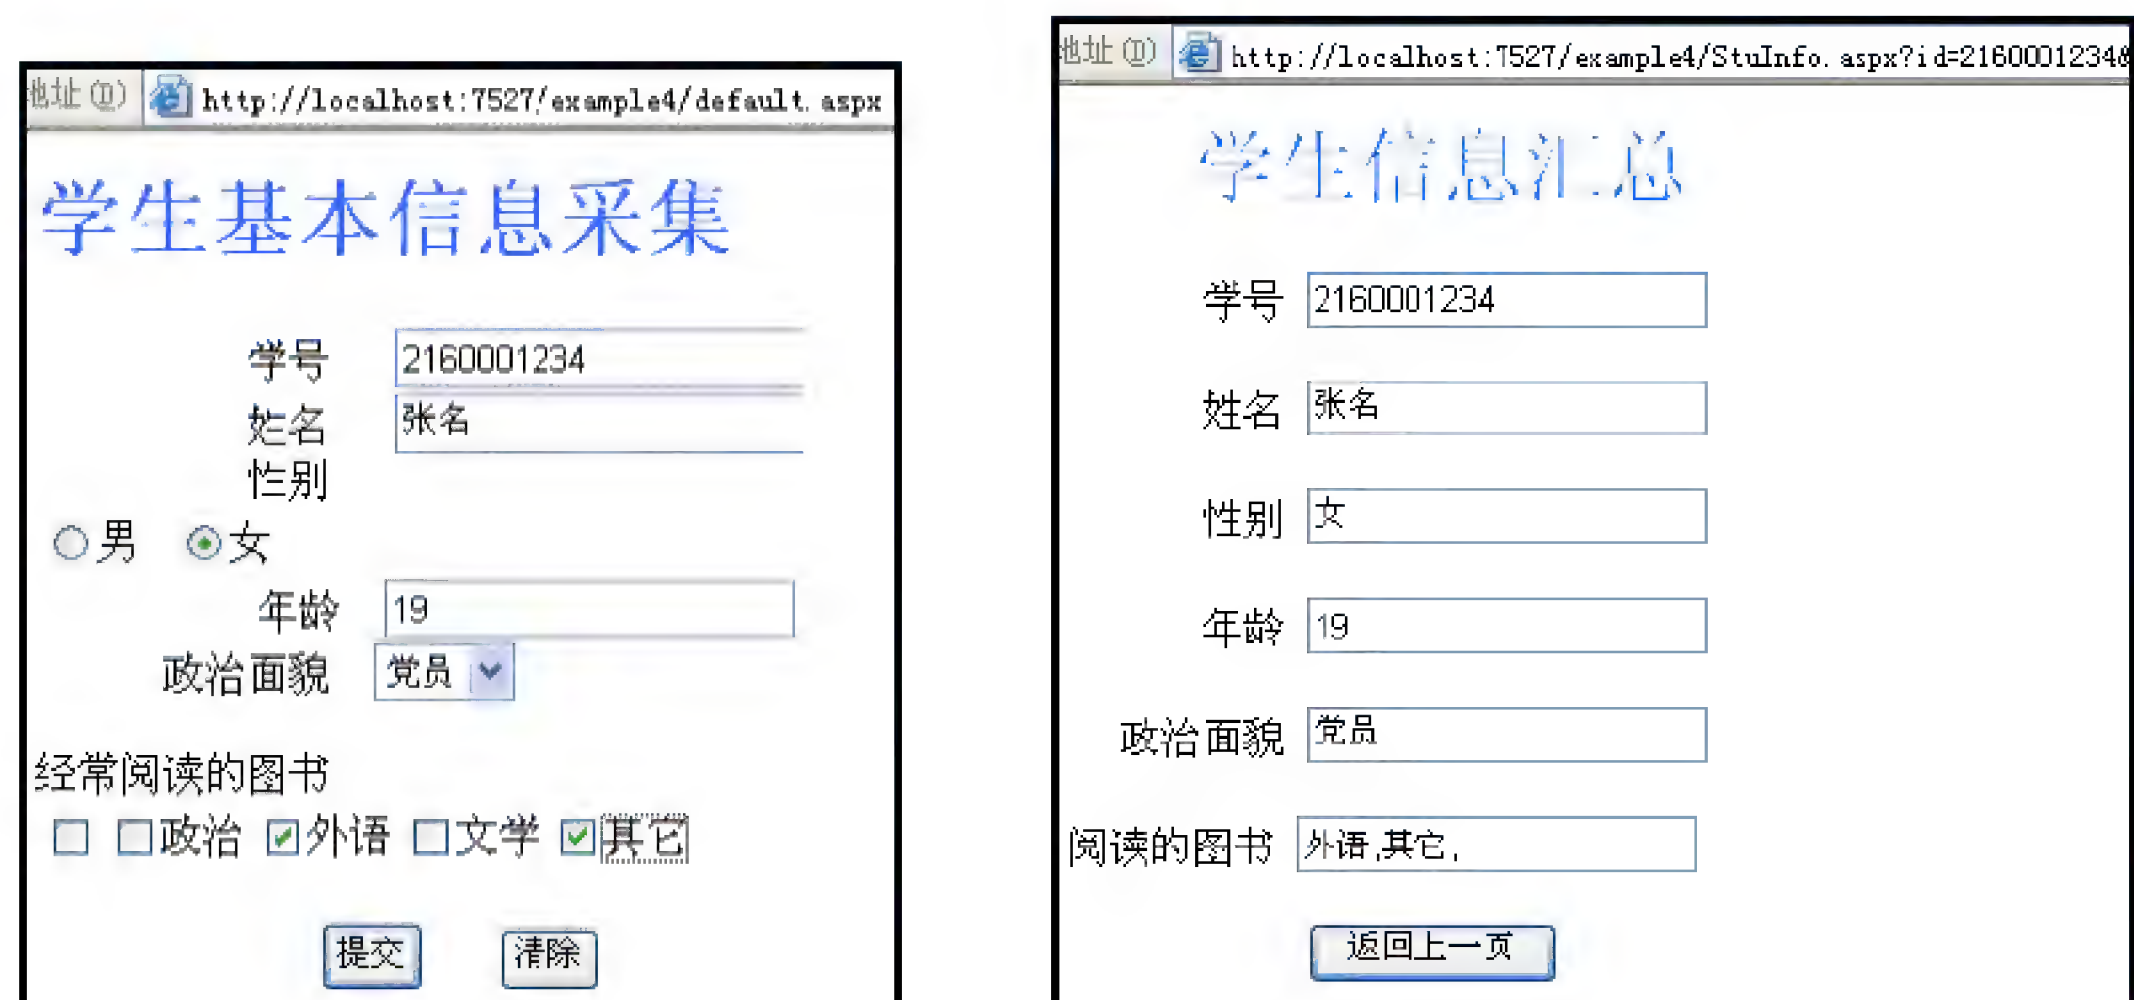 地址(D) http://localhost:7527/example4/default.aspx
学生基本信息采集
学号 2160001234
姓名 张名
性别
男 女
年龄 19
政治面貌 党员
经常阅读的图书
政治 外语 文学 其它
提交 清除
地址(D) http://localhost:7527/example4/StuInfo.aspx?id=2160001234&
学生信息汇总
学号 2160001234
姓名 张名
性别 女
年龄 19
政治面貌 党员
阅读的图书 外语,其它,
返回上一页